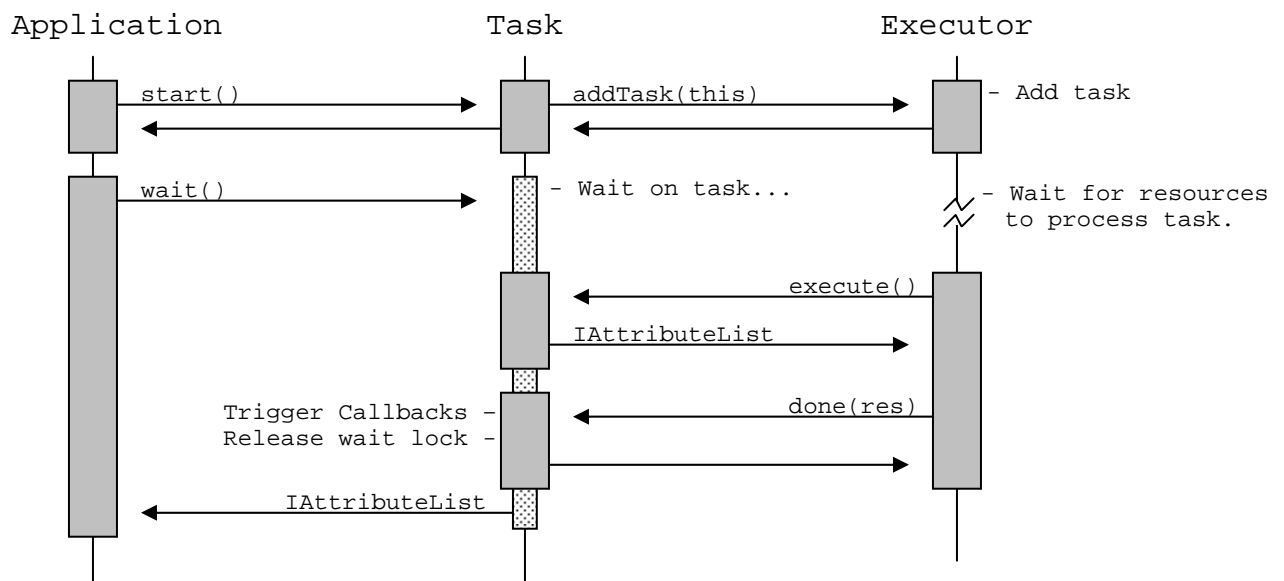 Application Task Executor
start() addTask(this) - Add task
wait() - Wait on task... - Wait for resources
to process task.
execute()
IAttributeList
Trigger Callbacks - done(res)
Release wait lock -
IAttributeList